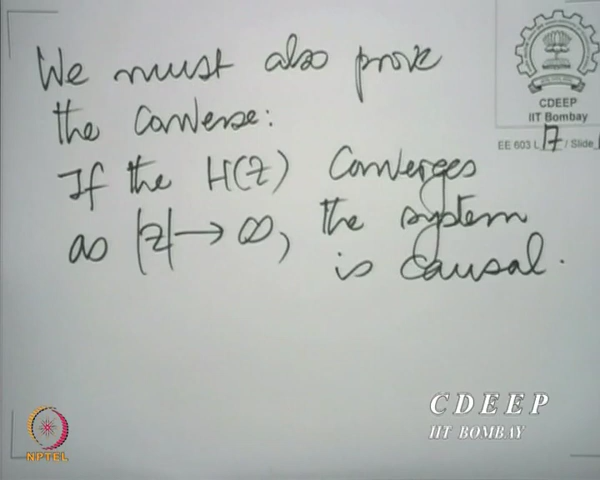 We must also prove
the converse:
If the H(Z) Converges
as |z| → ∞, the system
is causal.
CDEEP
IIT Bombay
EE 603 L 17 / Slide
CDEEP
IIT BOMBAY
NPTEL